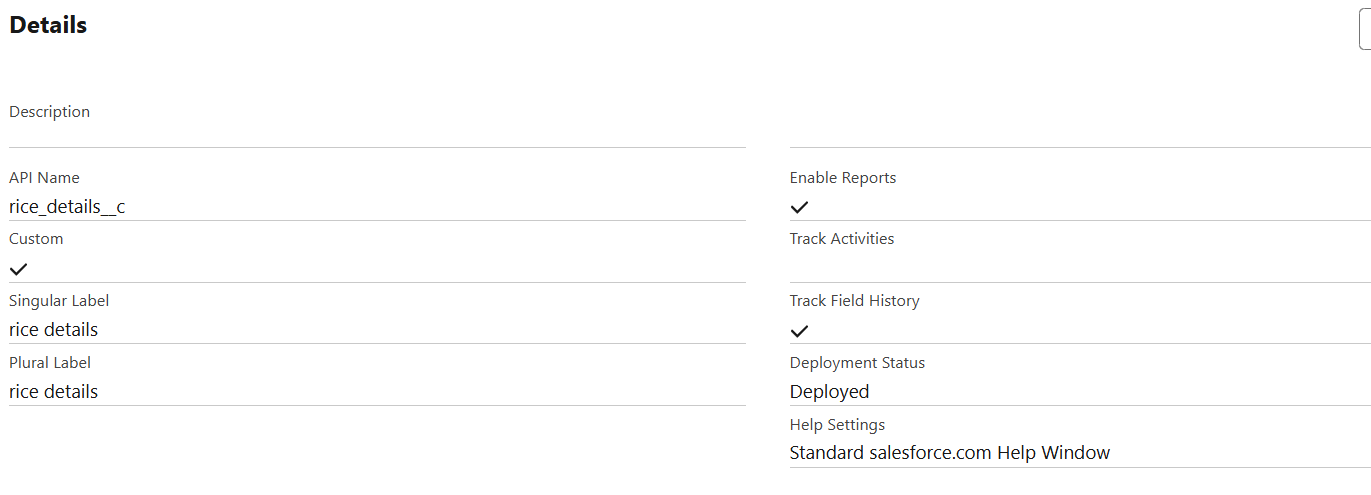 Details
Description
API Name
rice_details__c
Custom
Singular Label
rice details
Plural Label
rice details
Enable Reports
Track Activities
Track Field History
Deployment Status
Deployed
Help Settings
Standard salesforce.com Help Window